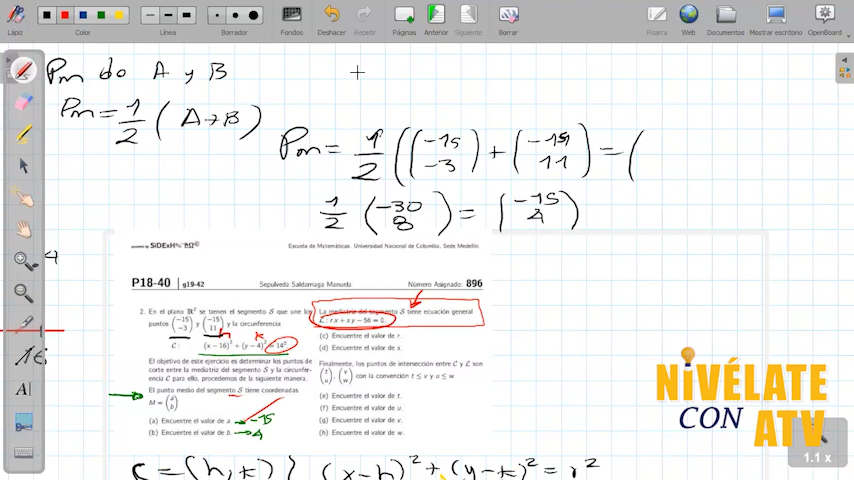 Lápiz
Borrador
Línea
Borrador
Deshacer
Repetir
Páginas
Anterior
Siguiente
Borrar
Pizarra
Web
Documentos
Mostrar escritorio
OpenBoard
Pm do A y B
Pm = 1/2 (A + B)
Pm = 1/2 ((-15 -3) + (-15 11)) = (
1/2 (-30 8) = (-15 4)
SiDEx
Escuela de Matemáticas. Universidad Nacional de Colombia, Sede Medellín
P18-40 g19-42 Sepulveda Saldarriaga Manuela Número Asignado 896
2. En el plano ℝ² se tienen el segmento S que une los
puntos (-15 -3) y (-15 11) y la circunferencia
h k
C : (x − 16)² + (y − 4)² = 14²
El objetivo de este ejercicio es determinar los puntos de
corte entre la mediatriz del segmento S y la circunferen-
cia C para ello, procedemos de la siguiente manera.
El punto medio del segmento S tiene coordenadas
M = (a b)
(a) Encuentre el valor de a. → -15
(b) Encuentre el valor de b. → 4
La mediatriz del segmento S tiene ecuación general
L : rx + sy − 56 = 0.
(c) Encuentre el valor de r.
(d) Encuentre el valor de s.
Finalmente, los puntos de intersección entre C y L son
(t u), (v w) con la convención t ≤ v y u ≤ w
(e) Encuentre el valor de t.
(f) Encuentre el valor de u.
(g) Encuentre el valor de v.
(h) Encuentre el valor de w.
C = (h, k) } (x-h)² + (y-k)² = r²
NIVÉLATE
CON
ATV
1.1 x